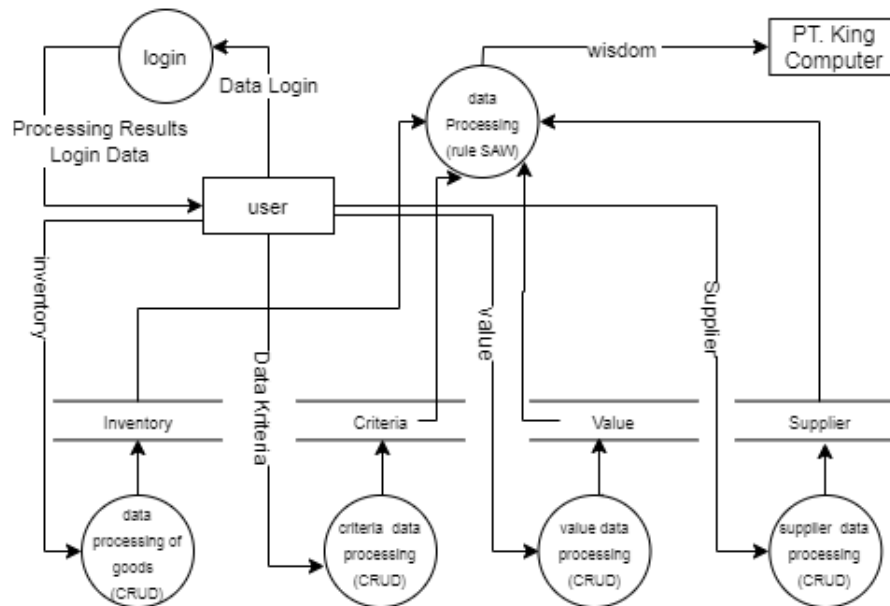 login
Data Login
Processing Results
Login Data
user
data
Processing
(rule SAW)
wisdom
PT. King
Computer
inventory
Data Kriteria
value
Supplier
Inventory
Criteria
Value
Supplier
data
processing of
goods
(CRUD)
criteria data
processing
(CRUD)
value data
processing
(CRUD)
supplier data
processing
(CRUD)